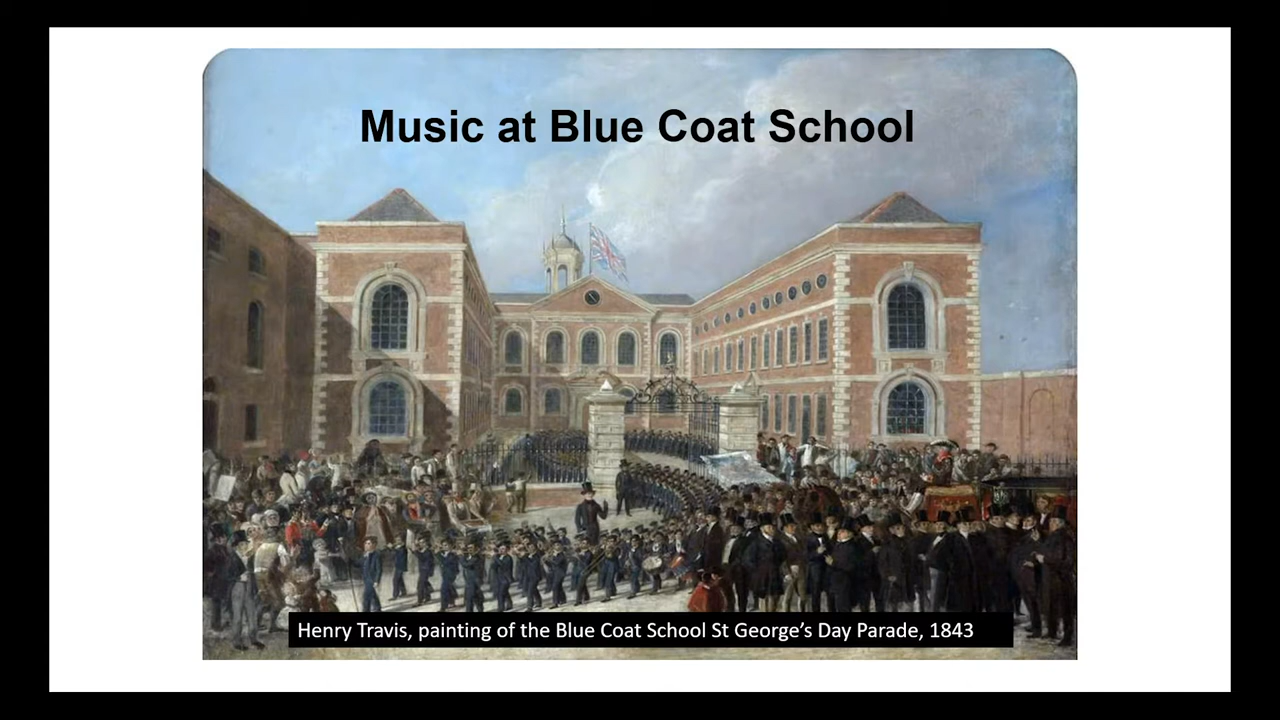 Music at Blue Coat School
Henry Travis, painting of the Blue Coat School St George’s Day Parade, 1843